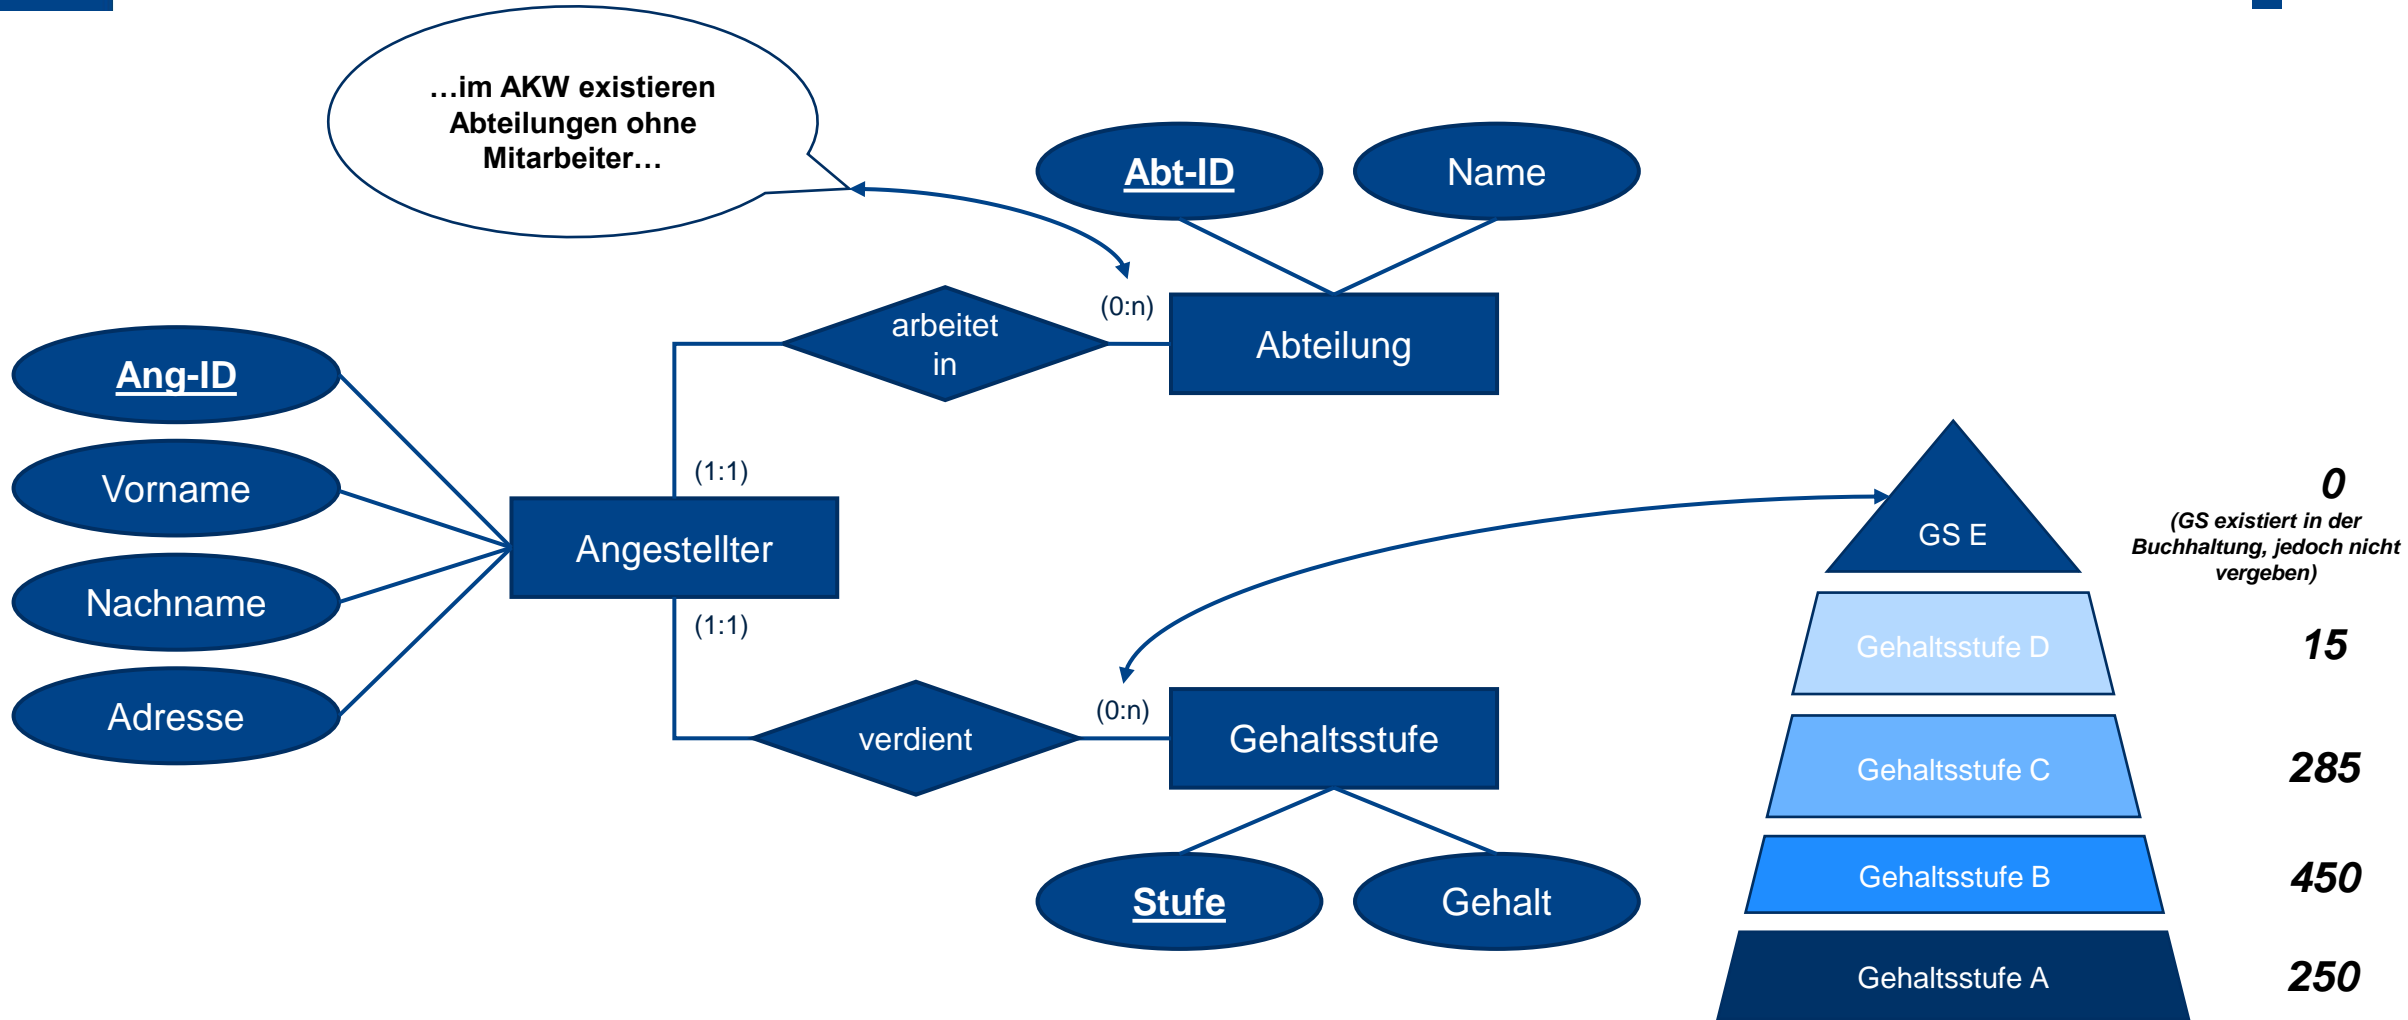 …im AKW existieren
Abteilungen ohne
Mitarbeiter…
Abt-ID
Name
(0:n)
arbeitet
in
Abteilung
Ang-ID
Vorname
Nachname
Adresse
(1:1)
Angestellter
(1:1)
verdient
(0:n)
Gehaltsstufe
Stufe
Gehalt
GS E
0
(GS existiert in der
Buchhaltung, jedoch nicht
vergeben)
Gehaltsstufe D
15
Gehaltsstufe C
285
Gehaltsstufe B
450
Gehaltsstufe A
250